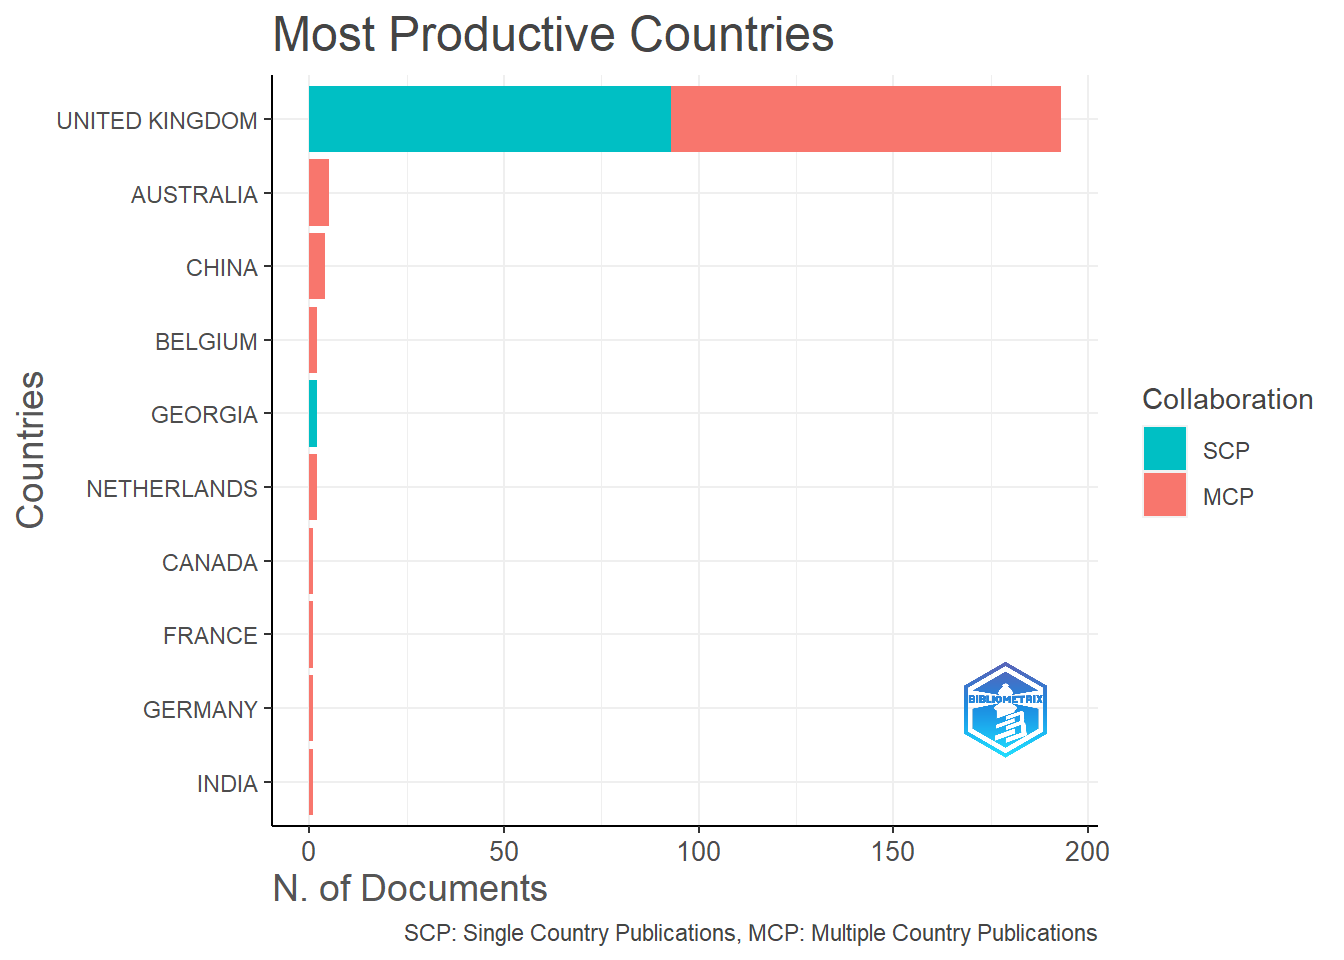 Most Productive Countries
UNITED KINGDOM
AUSTRALIA
CHINA
BELGIUM
GEORGIA
NETHERLANDS
CANADA
FRANCE
GERMANY
INDIA
Countries
0 50 100 150 200
N. of Documents
SCP: Single Country Publications, MCP: Multiple Country Publications
Collaboration
SCP
MCP
BIBLIOMETRIX